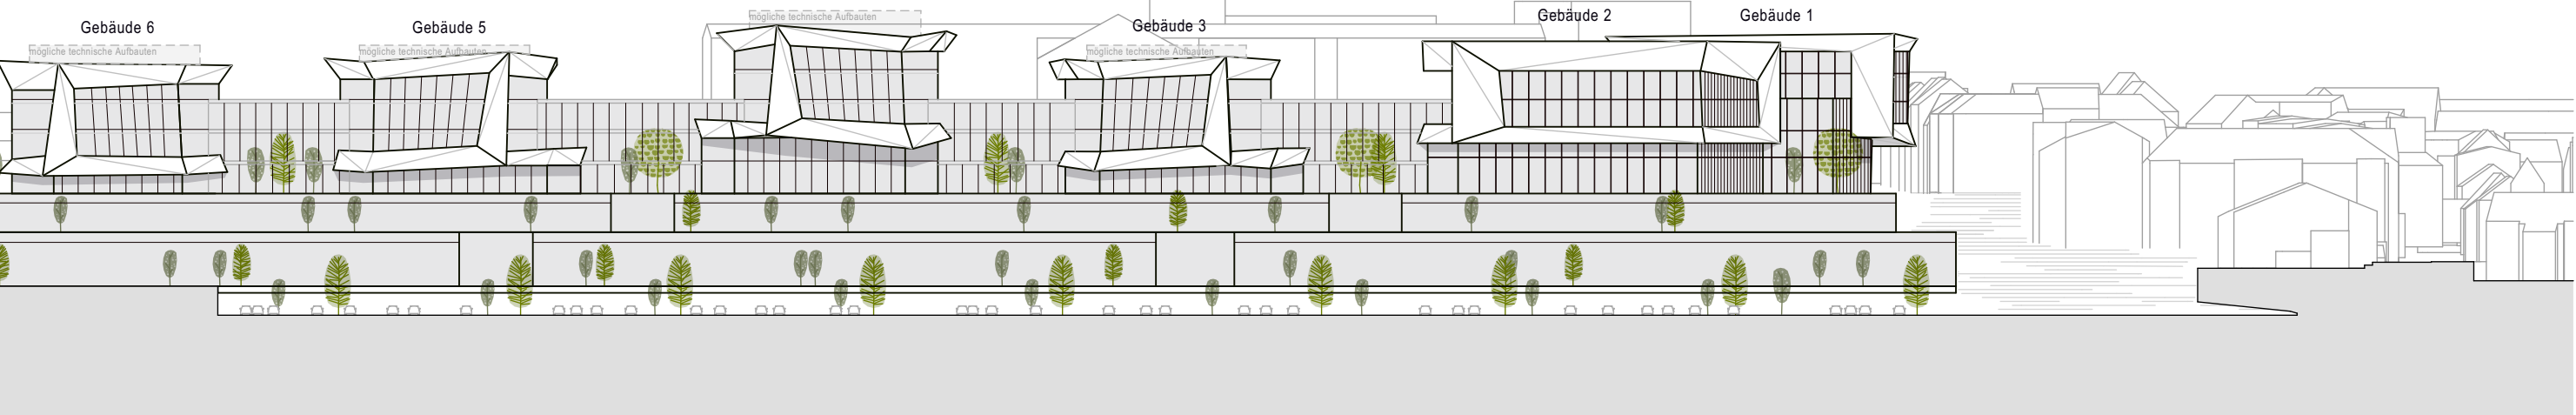 Gebäude 6
mögliche technische Aufbauten
Gebäude 5
mögliche technische Aufbauten
mögliche technische Aufbauten
Gebäude 3
mögliche technische Aufbauten
Gebäude 2
Gebäude 1